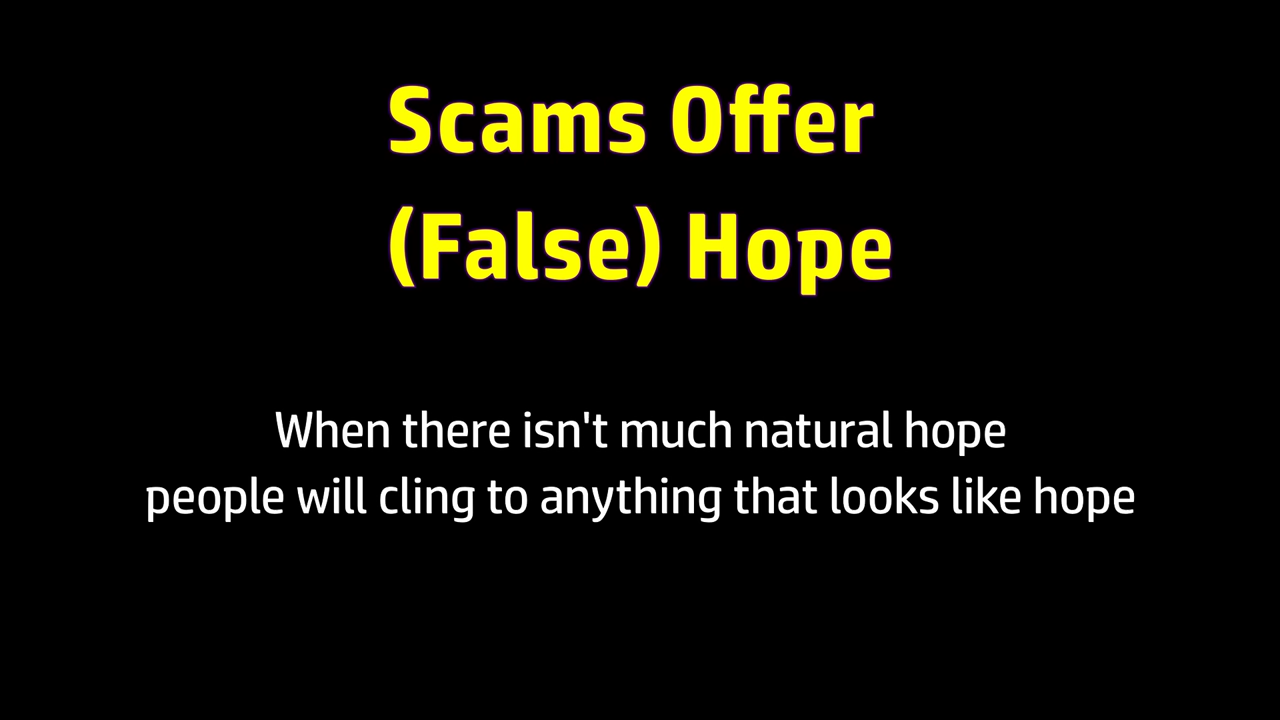 Scams Offer
(False) Hope
When there isn't much natural hope
people will cling to anything that looks like hope